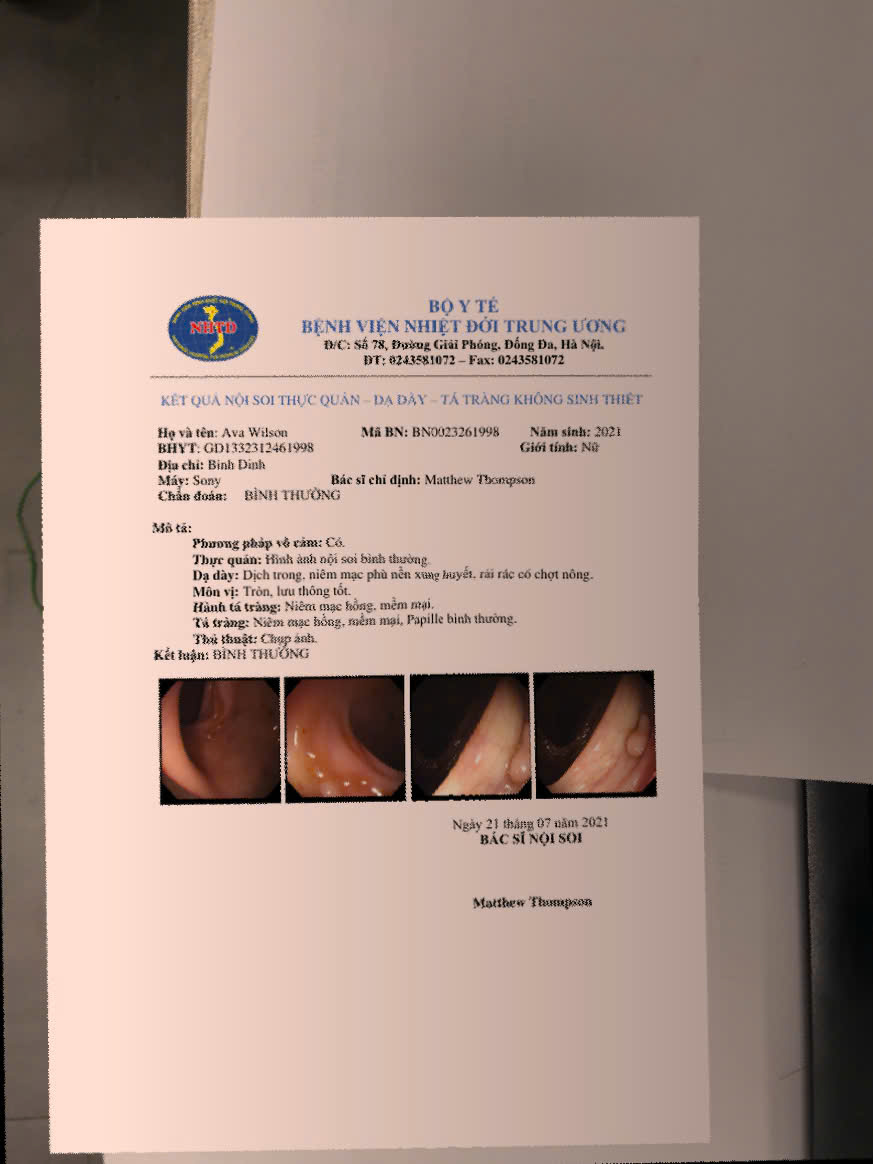 NHTD
BỘ Y TẾ
BỆNH VIỆN NHIỆT ĐỚI TRUNG ƯƠNG
Đ/C: Số 78, Đường Giải Phóng, Đống Đa, Hà Nội.
ĐT: 0243581072 – Fax: 0243581072
KẾT QUẢ NỘI SOI THỰC QUẢN – DẠ DÀY – TÁ TRÀNG KHÔNG SINH THIẾT
Họ và tên: Ava Wilson Mã BN: BN0023261998 Năm sinh: 2021
BHYT: GD1332312461998 Giới tính: Nữ
Địa chỉ: Bình Định
Máy: Sony Bác sĩ chỉ định: Matthew Thompson
Chẩn đoán: BÌNH THƯỜNG
Mô tả:
Phương pháp vô cảm: Có.
Thực quản: Hình ảnh nội soi bình thường.
Dạ dày: Dịch trong, niêm mạc phù nền xung huyết, rải rác có chợt nông.
Môn vị: Tròn, lưu thông tốt.
Hành tá tràng: Niêm mạc hồng, mềm mại.
Tá tràng: Niêm mạc hồng, mềm mại, Papille bình thường.
Thủ thuật: Chụp ảnh.
Kết luận: BÌNH THƯỜNG
Ngày 21 tháng 07 năm 2021
BÁC SĨ NỘI SOI
Matthew Thompson